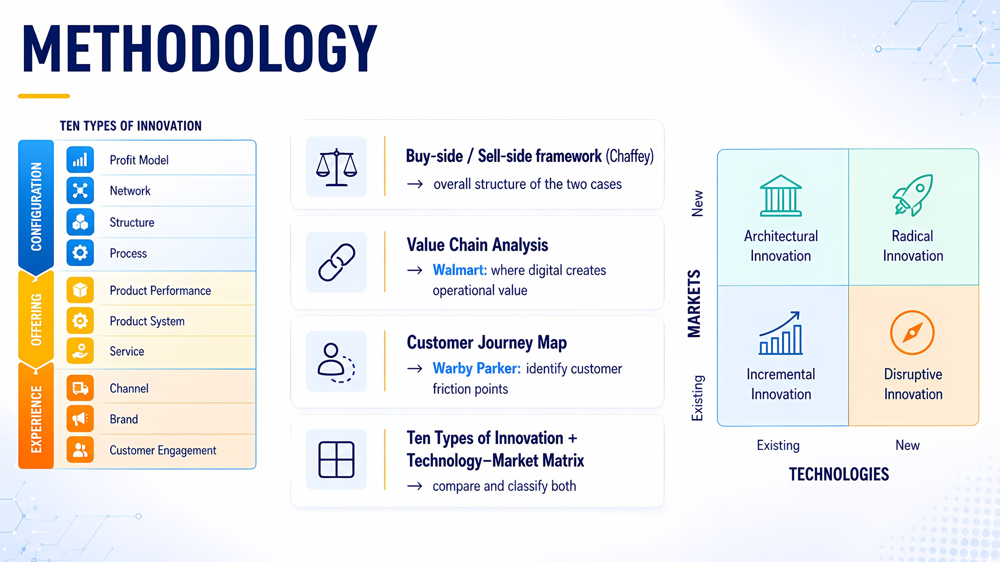 METHODOLOGY
TEN TYPES OF INNOVATION
CONFIGURATION
Profit Model
Network
Structure
Process
OFFERING
Product Performance
Product System
Service
EXPERIENCE
Channel
Brand
Customer Engagement
Buy-side / Sell-side framework (Chaffey)
→ overall structure of the two cases
Value Chain Analysis
→ Walmart: where digital creates
operational value
Customer Journey Map
→ Warby Parker: identify customer
friction points
Ten Types of Innovation +
Technology–Market Matrix
→ compare and classify both
MARKETS
New
Existing
Architectural
Innovation
Radical
Innovation
Incremental
Innovation
Disruptive
Innovation
Existing
New
TECHNOLOGIES